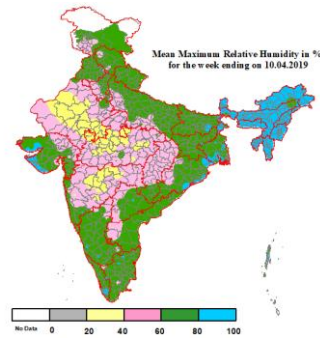 Mean Maximum Relative Humidity in %
for the week ending on 10.04.2019
No Data 0 20 40 60 80 100